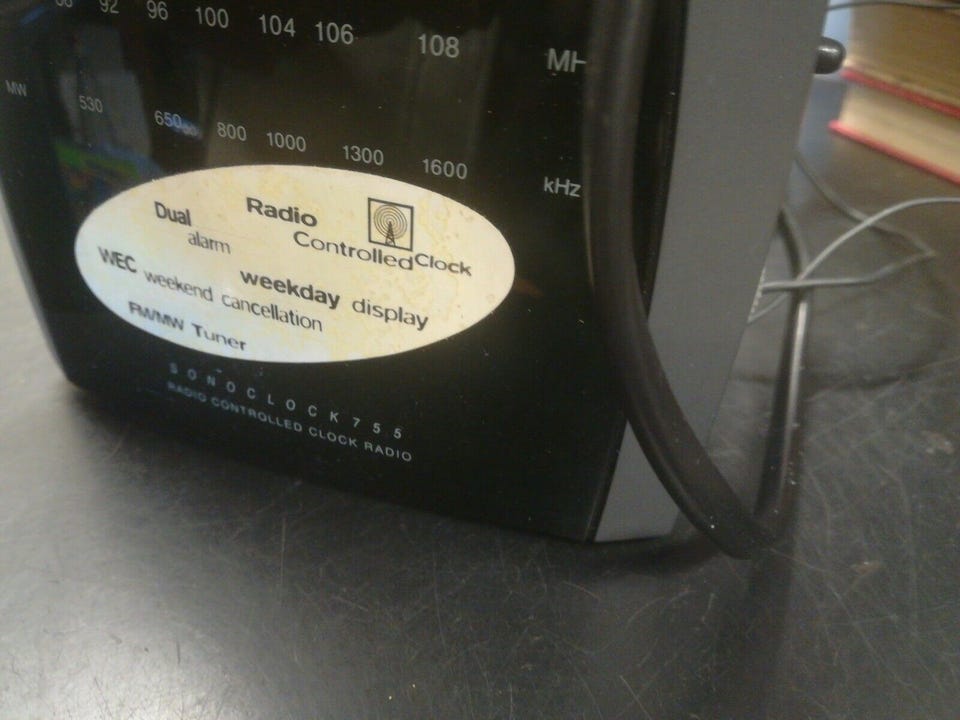 92 96 100 104 106 108 MH
MW 530 650 800 1000 1300 1600 kHz
Dual alarm
Radio Controlled Clock
WEC weekend cancellation
weekday display
FM/MW Tuner
SONOCLOCK 755
RADIO CONTROLLED CLOCK RADIO